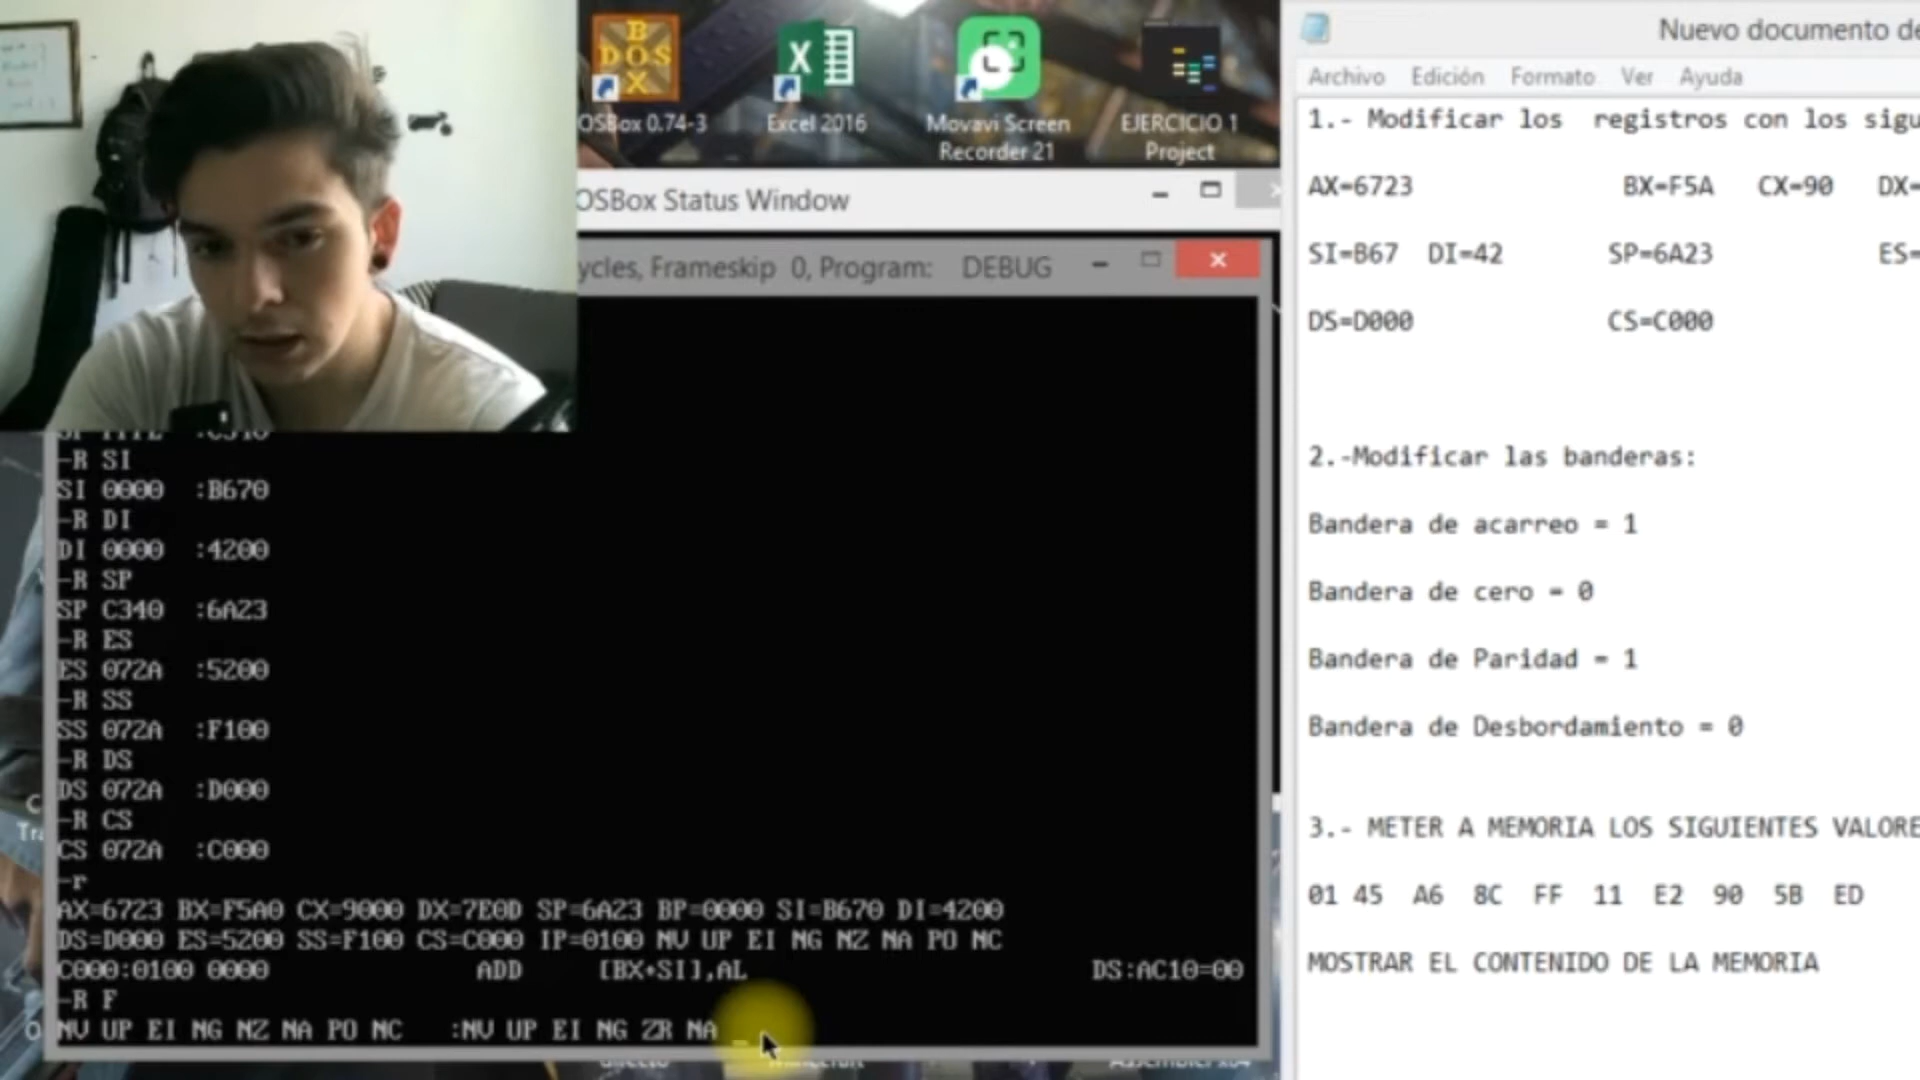 OSBox 0.74-3
Excel 2016
Movavi Screen
Recorder 21
EJERCICIO 1
Project
OSBox Status Window
ycles, Frameskip 0, Program: DEBUG
-R SI
SI 0000 :B670
-R DI
DI 0000 :4200
-R SP
SP C340 :6A23
-R ES
ES 072A :5200
-R SS
SS 072A :F100
-R DS
DS 072A :D000
-R CS
CS 072A :C000
-r
AX=6723 BX=F5A0 CX=9000 DX=7E0D SP=6A23 BP=0000 SI=B670 DI=4200
DS=D000 ES=5200 SS=F100 CS=C000 IP=0100 NV UP EI NG NZ NA PO NC
C000:0100 0000 ADD [BX+SI],AL DS:AC10=00
-R F
NV UP EI NG NZ NA PO NC :NV UP EI NG ZR NA _
Nuevo documento de
Archivo Edición Formato Ver Ayuda
1.- Modificar los registros con los sigu
AX=6723 BX=F5A CX=90 DX=
SI=B67 DI=42 SP=6A23 ES=
DS=D000 CS=C000
2.-Modificar las banderas:
Bandera de acarreo = 1
Bandera de cero = 0
Bandera de Paridad = 1
Bandera de Desbordamiento = 0
3.- METER A MEMORIA LOS SIGUIENTES VALORE
01 45 A6 8C FF 11 E2 90 5B ED
MOSTRAR EL CONTENIDO DE LA MEMORIA